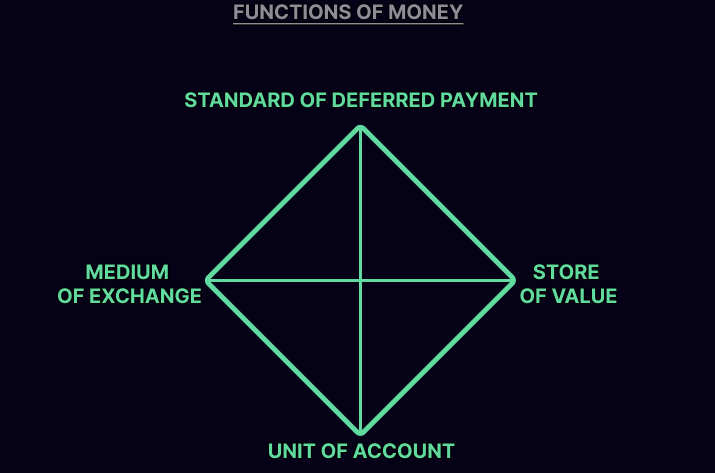 FUNCTIONS OF MONEY
STANDARD OF DEFERRED PAYMENT
MEDIUM
OF EXCHANGE
STORE
OF VALUE
UNIT OF ACCOUNT